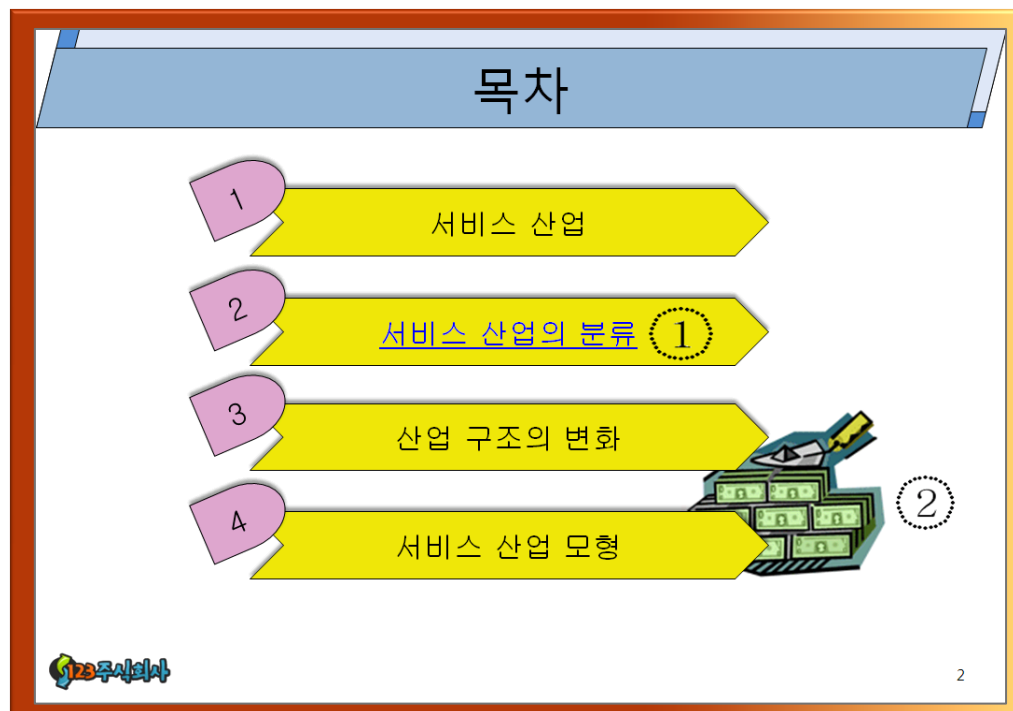 목차
1
서비스 산업
2
서비스 산업의 분류 ①
3
산업 구조의 변화
②
4
서비스 산업 모형
123주식회사
2